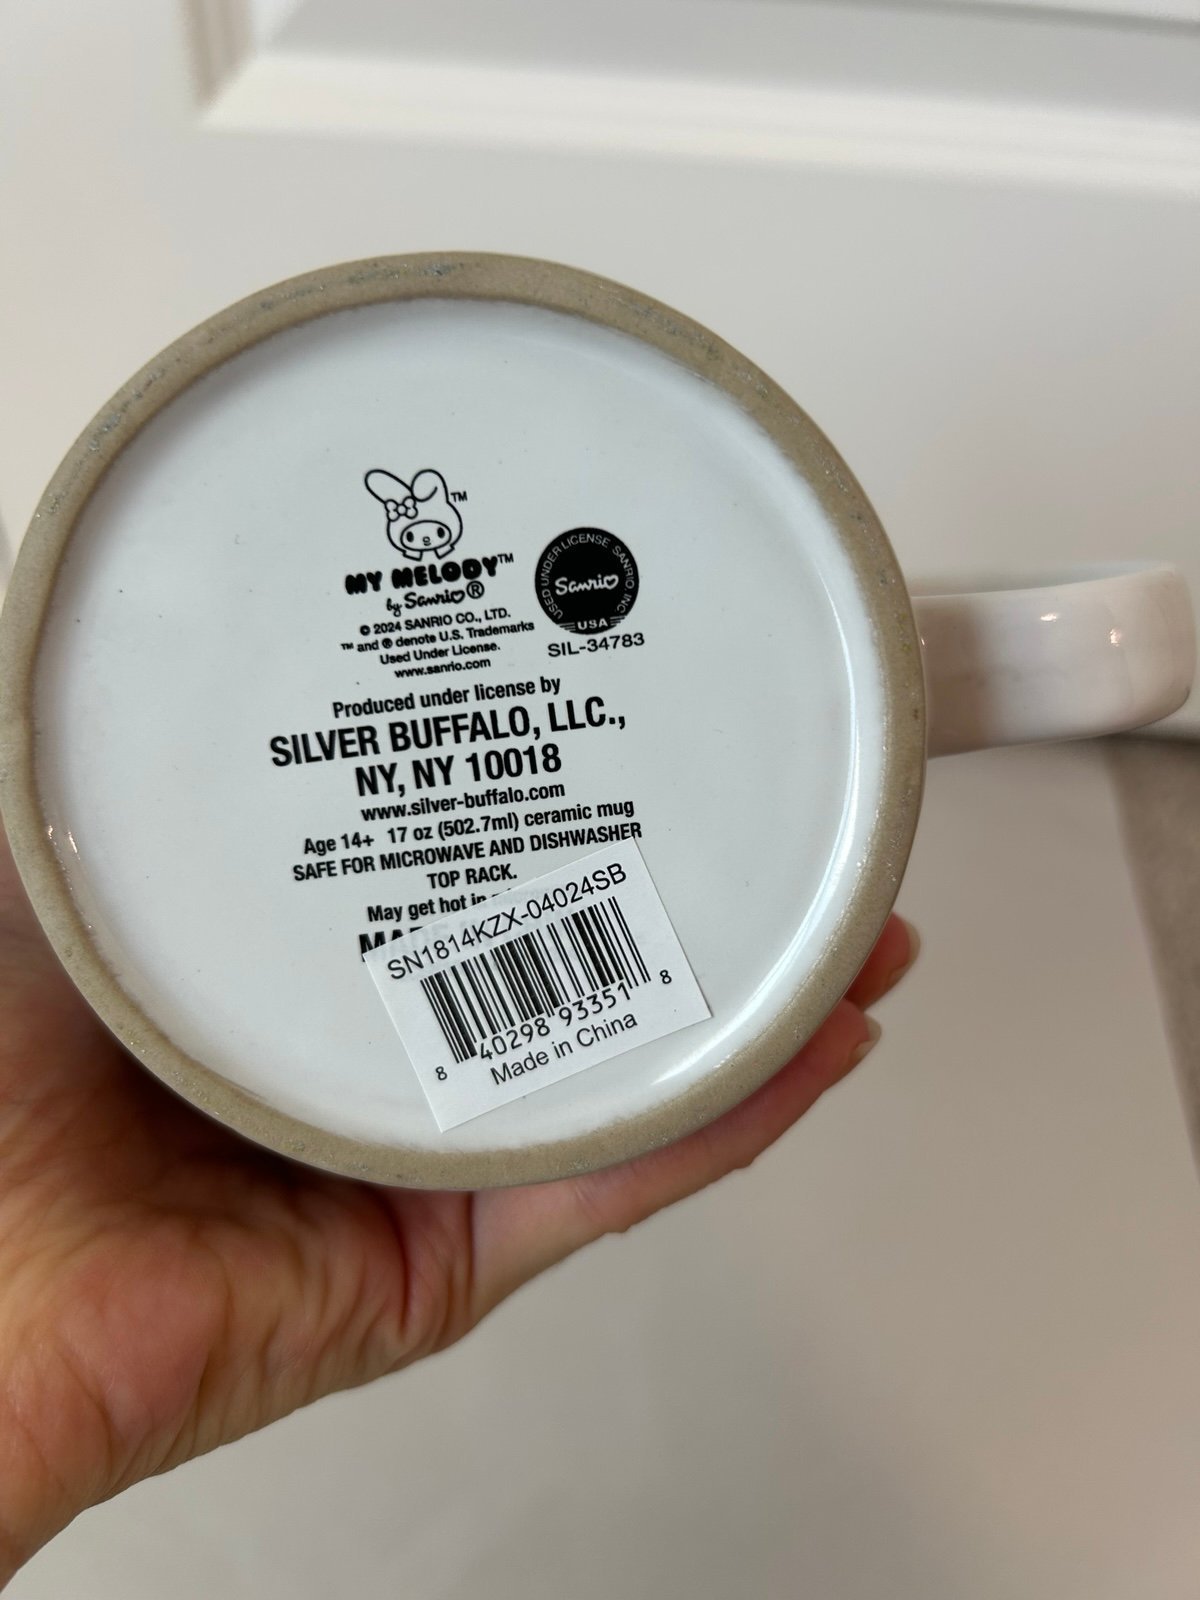 TM
MY MELODY™
by Sanrio®
© 2024 SANRIO CO., LTD.
™ and ® denote U.S. Trademarks
Used Under License.
www.sanrio.com
USED UNDER LICENSE SANRIO, INC.
Sanrio
USA
SIL-34783
Produced under license by
SILVER BUFFALO, LLC.,
NY, NY 10018
www.silver-buffalo.com
Age 14+ 17 oz (502.7ml) ceramic mug
SAFE FOR MICROWAVE AND DISHWASHER
TOP RACK.
May get hot in
SN1814KZX-04024SB
8 40298 93351 8
Made in China